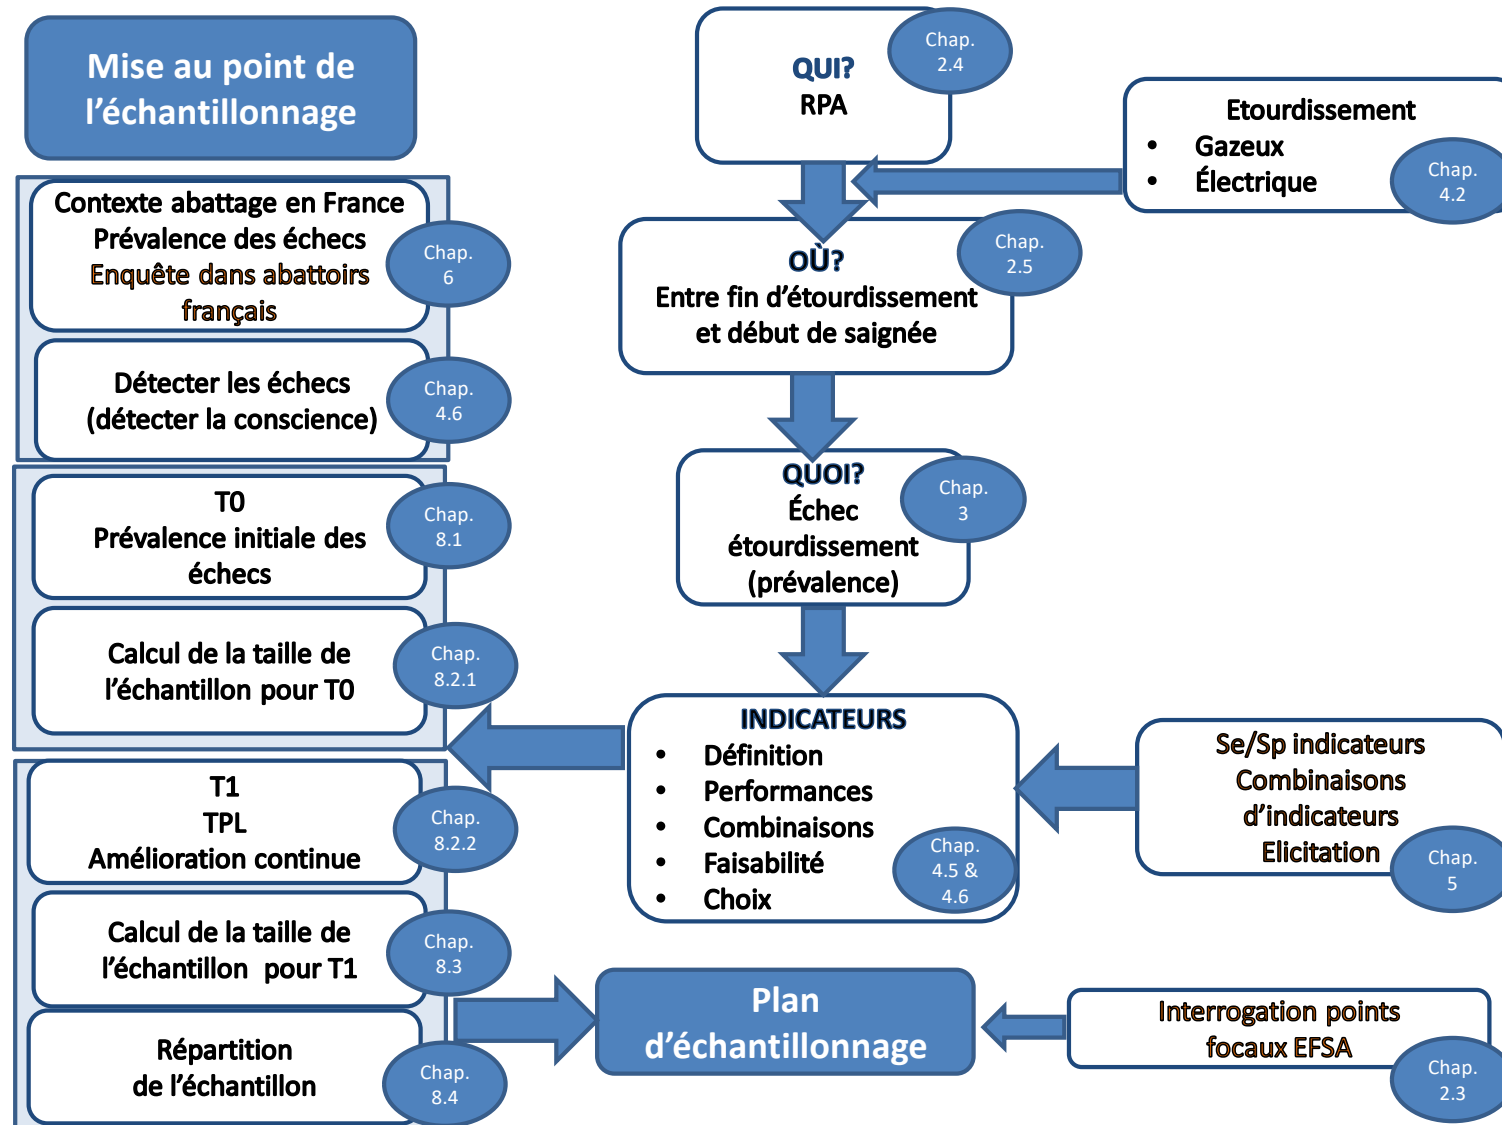 Mise au point de
l’échantillonnage
Contexte abattage en France
Prévalence des échecs
Enquête dans abattoirs
français
Chap.
6
Détecter les échecs
(détecter la conscience)
Chap.
4.6
T0
Prévalence initiale des
échecs
Chap.
8.1
Calcul de la taille de
l’échantillon pour T0
Chap.
8.2.1
T1
TPL
Amélioration continue
Chap.
8.2.2
Calcul de la taille de
l’échantillon pour T1
Chap.
8.3
Répartition
de l’échantillon
Chap.
8.4
QUI?
RPA
Chap.
2.4
Etourdissement
• Gazeux
• Électrique
Chap.
4.2
OÙ?
Entre fin d’étourdissement
et début de saignée
Chap.
2.5
QUOI?
Échec
étourdissement
(prévalence)
Chap.
3
INDICATEURS
• Définition
• Performances
• Combinaisons
• Faisabilité
• Choix
Chap.
4.5 &
4.6
Se/Sp indicateurs
Combinaisons
d’indicateurs
Elicitation
Chap.
5
Plan
d’échantillonnage
Interrogation points
focaux EFSA
Chap.
2.3